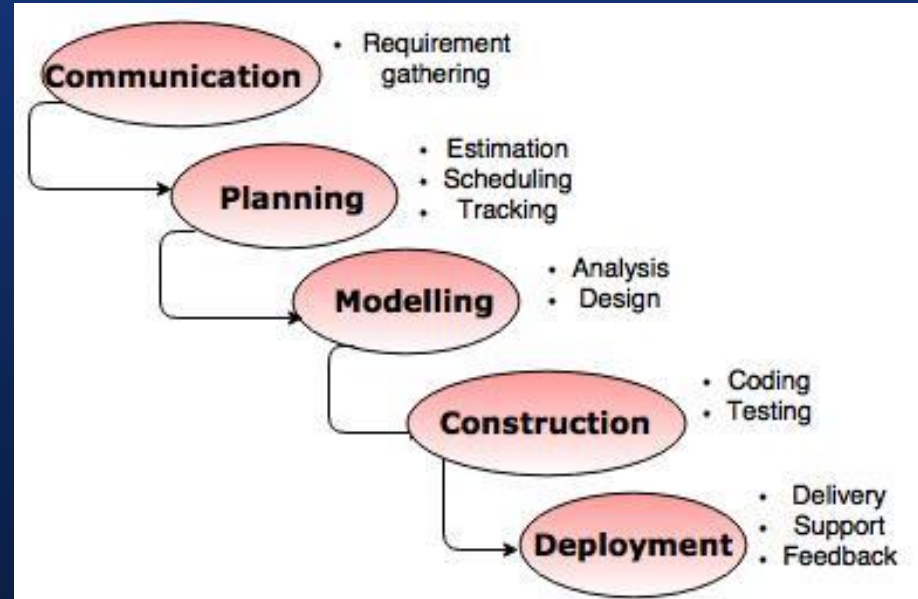 Communication
• Requirement
gathering
Planning
• Estimation
• Scheduling
• Tracking
Modelling
• Analysis
• Design
Construction
• Coding
• Testing
Deployment
• Delivery
• Support
• Feedback